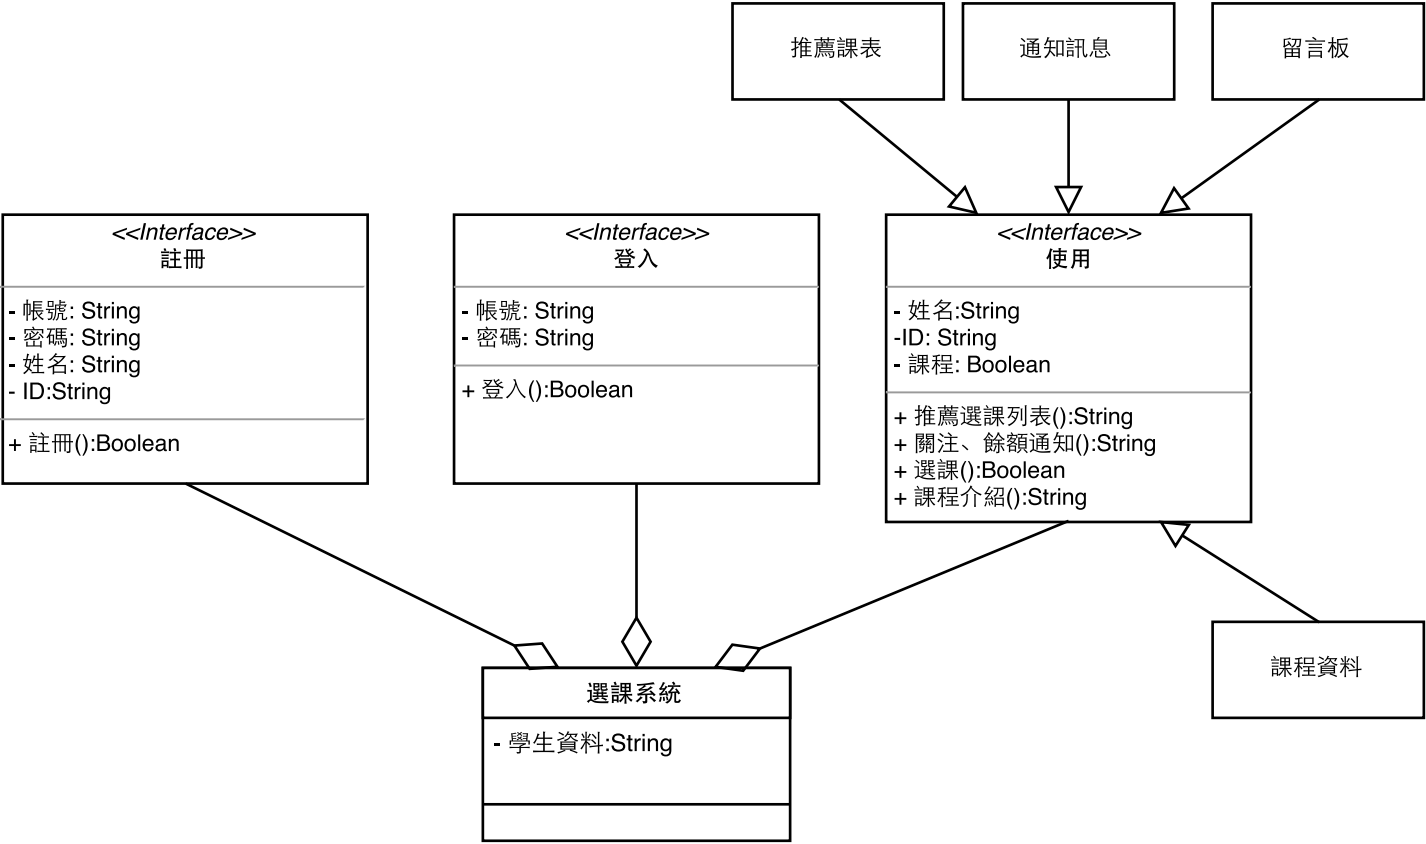 推薦課表
通知訊息
留言板
<<Interface>>
註冊
- 帳號: String
- 密碼: String
- 姓名: String
- ID:String
+ 註冊():Boolean
<<Interface>>
登入
- 帳號: String
- 密碼: String
+ 登入():Boolean
<<Interface>>
使用
- 姓名:String
-ID: String
- 課程: Boolean
+ 推薦選課列表():String
+ 關注、餘額通知():String
+ 選課():Boolean
+ 課程介紹():String
選課系統
- 學生資料:String
課程資料